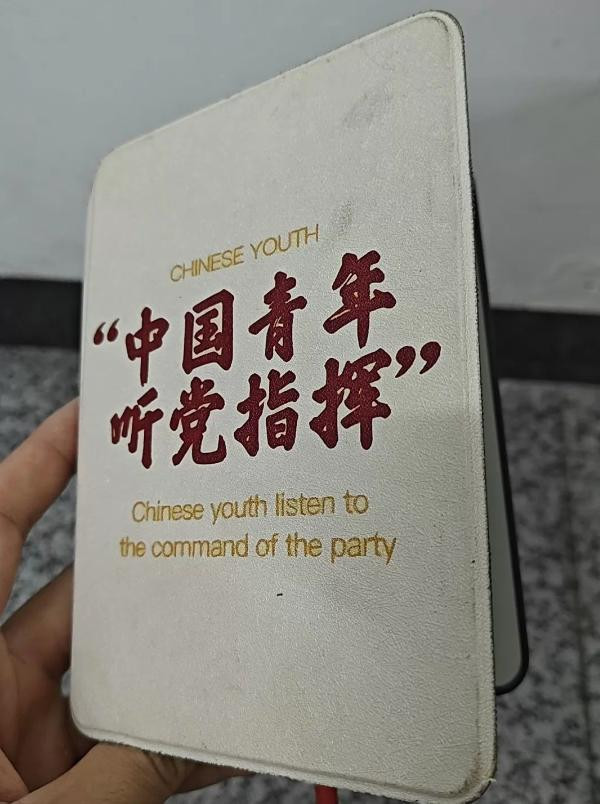 CHINESE YOUTH
“中国青年
听党指挥”
Chinese youth listen to
the command of the party